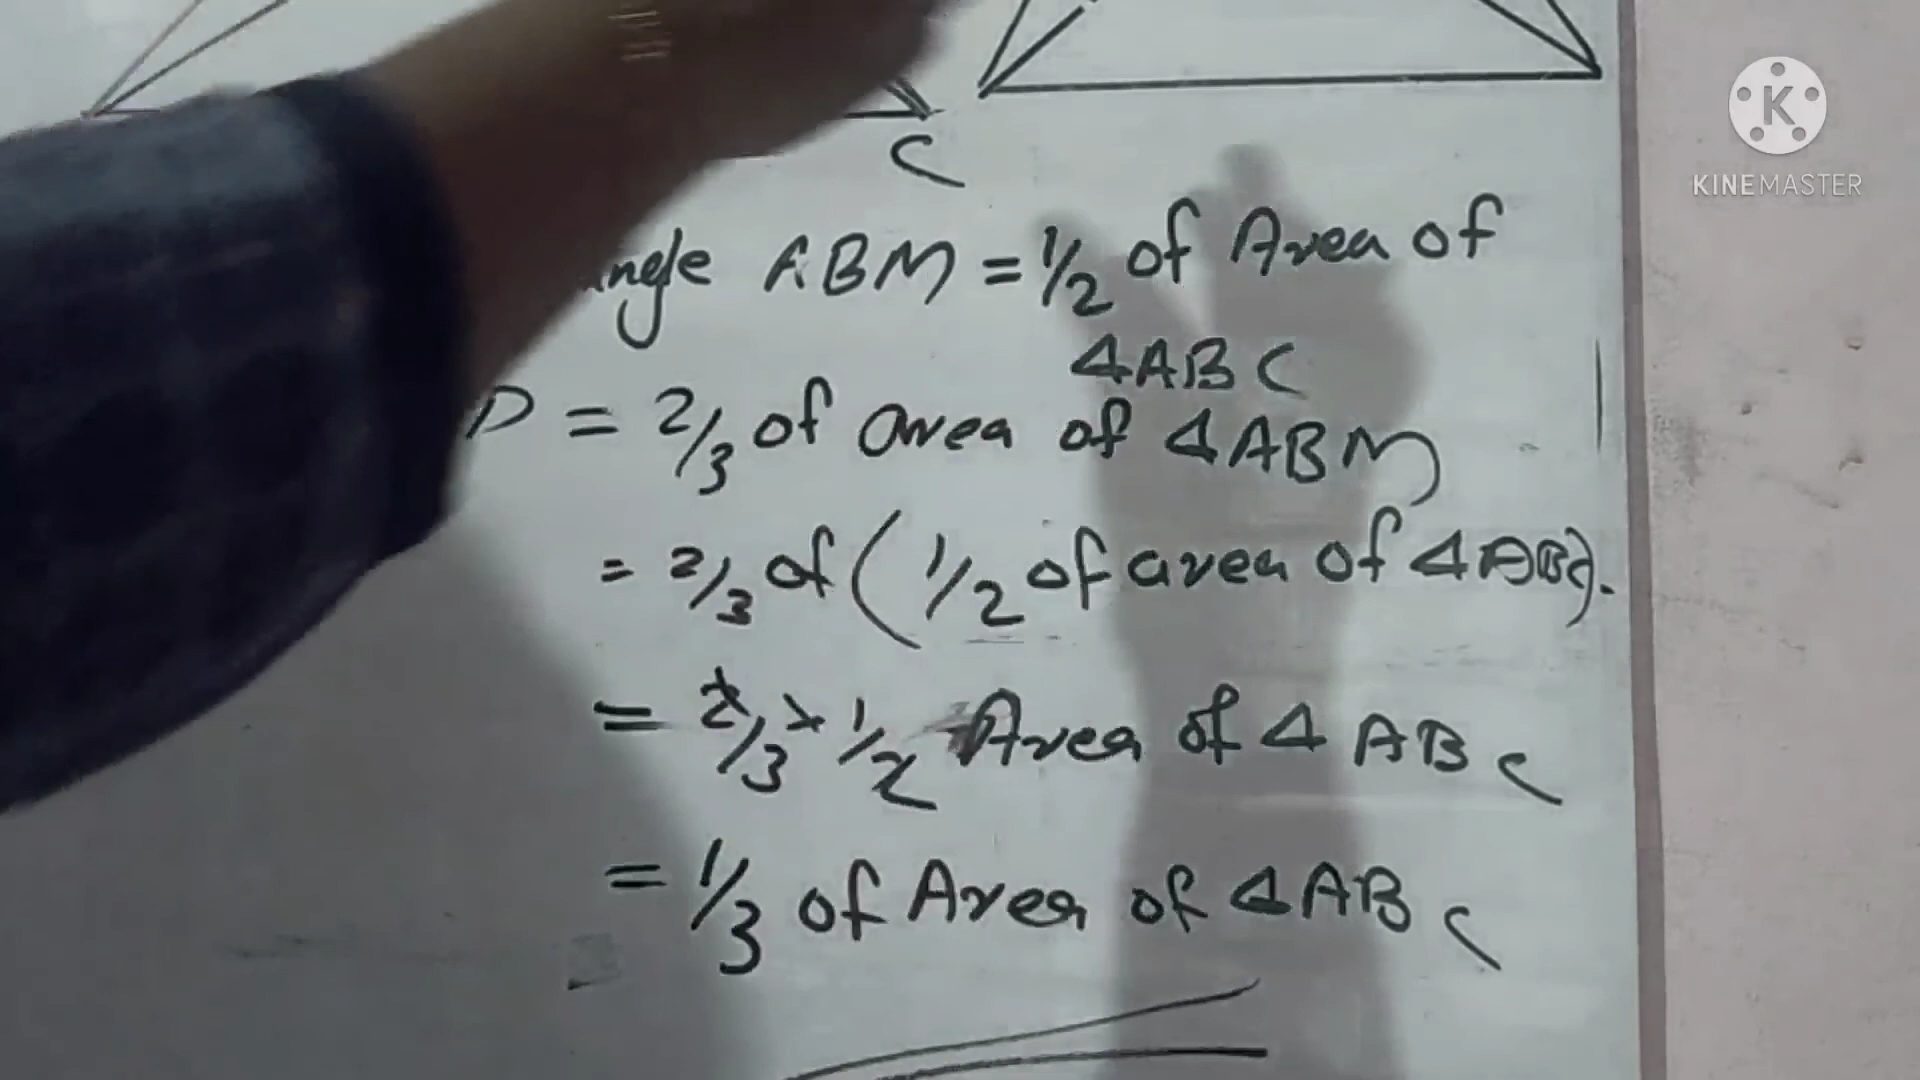 C
K
KINEMASTER
ABM = 1/2 of Area of
△ABC
D = 2/3 of area of △ABM
= 2/3 of (1/2 of area of △ABC).
= 2/3 × 1/2 Area of △ABC
= 1/3 of Area of △ABC